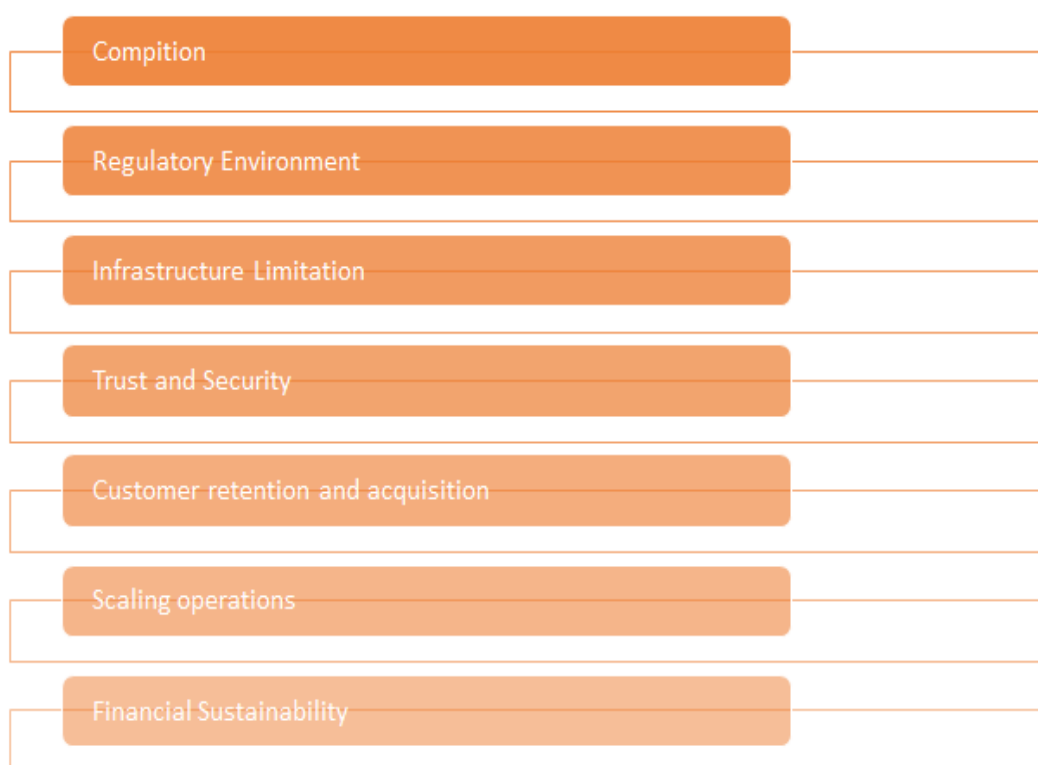 Compition
Regulatory Environment
Infrastructure Limitation
Trust and Security
Customer retention and acquisition
Scaling operations
Financial Sustainability